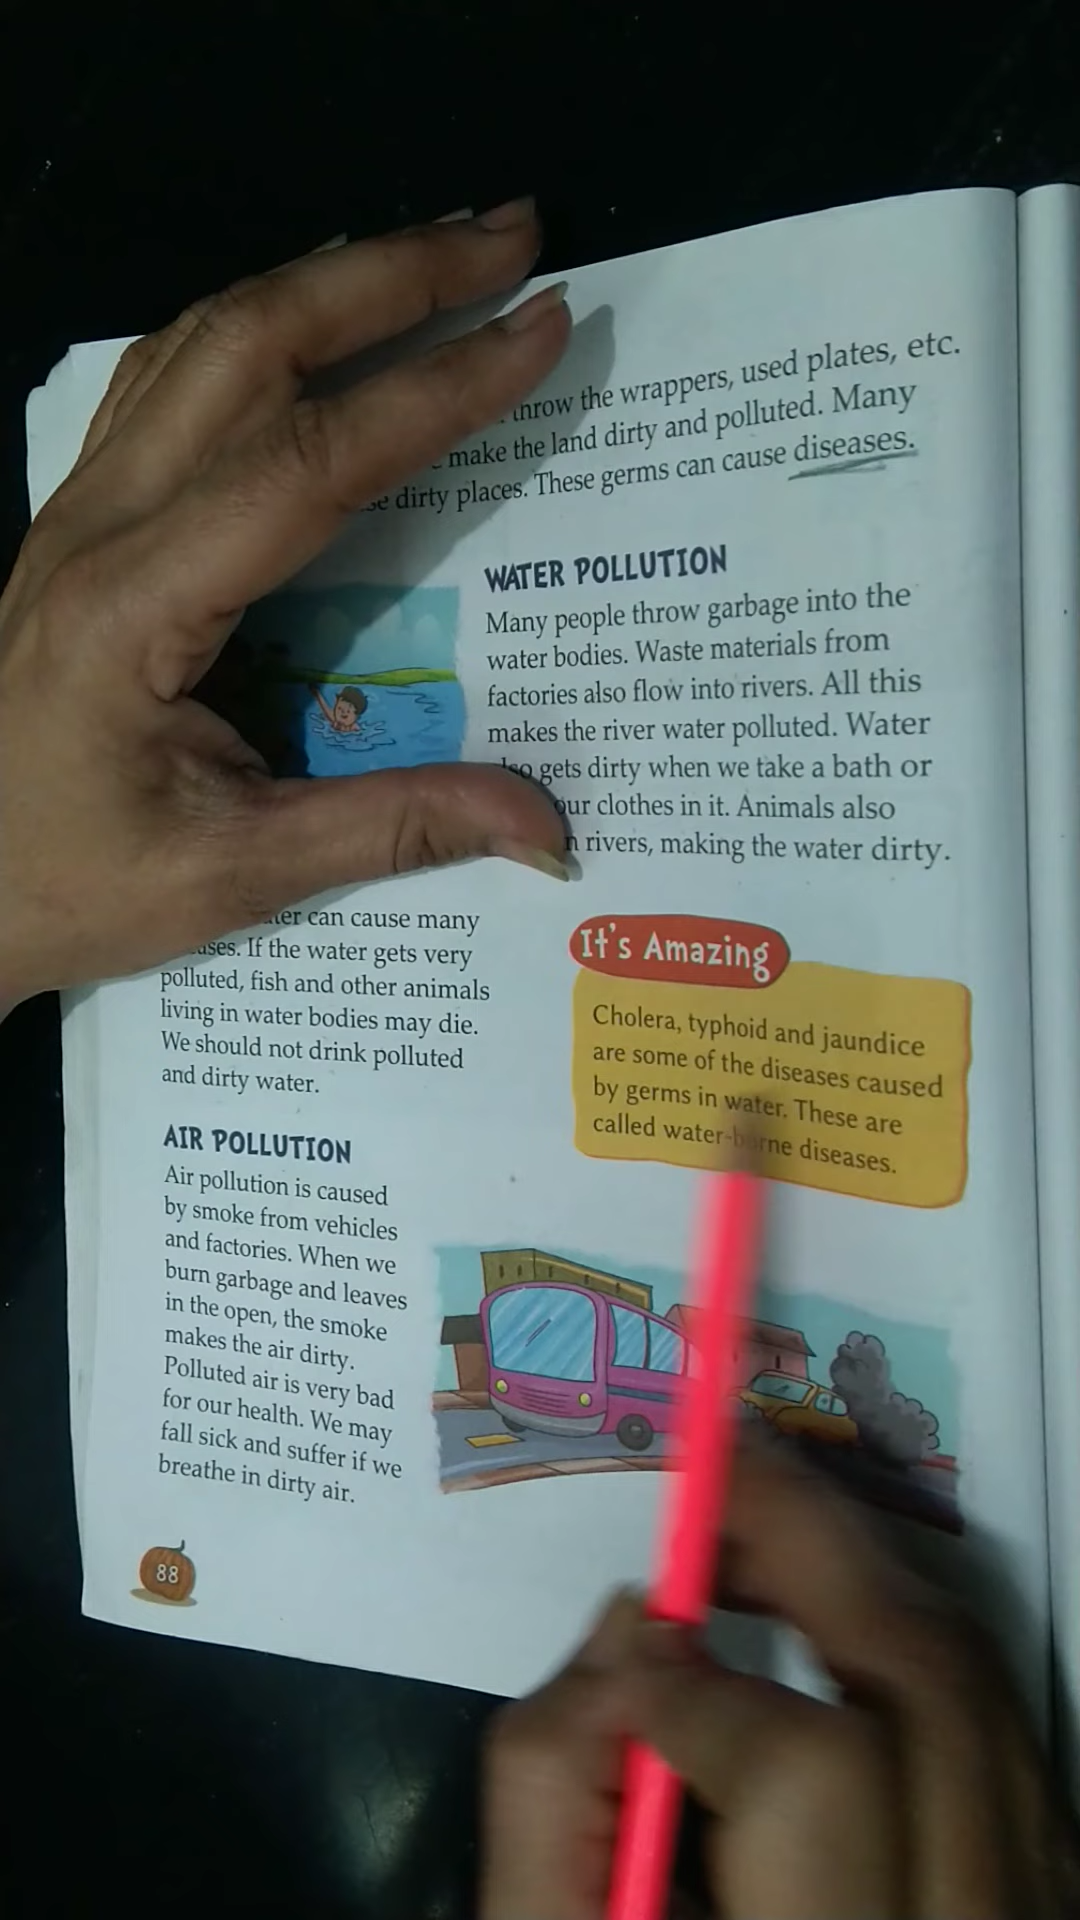 throw the wrappers, used plates, etc.
make the land dirty and polluted. Many
dirty places. These germs can cause diseases.
WATER POLLUTION
Many people throw garbage into the
water bodies. Waste materials from
factories also flow into rivers. All this
makes the river water polluted. Water
gets dirty when we take a bath or
our clothes in it. Animals also
rivers, making the water dirty.
can cause many
If the water gets very
polluted, fish and other animals
living in water bodies may die.
We should not drink polluted
and dirty water.
It's Amazing
Cholera, typhoid and jaundice
are some of the diseases caused
by germs in water. These are
called water-borne diseases.
AIR POLLUTION
Air pollution is caused
by smoke from vehicles
and factories. When we
burn garbage and leaves
in the open, the smoke
makes the air dirty.
Polluted air is very bad
for our health. We may
fall sick and suffer if we
breathe in dirty air.
88